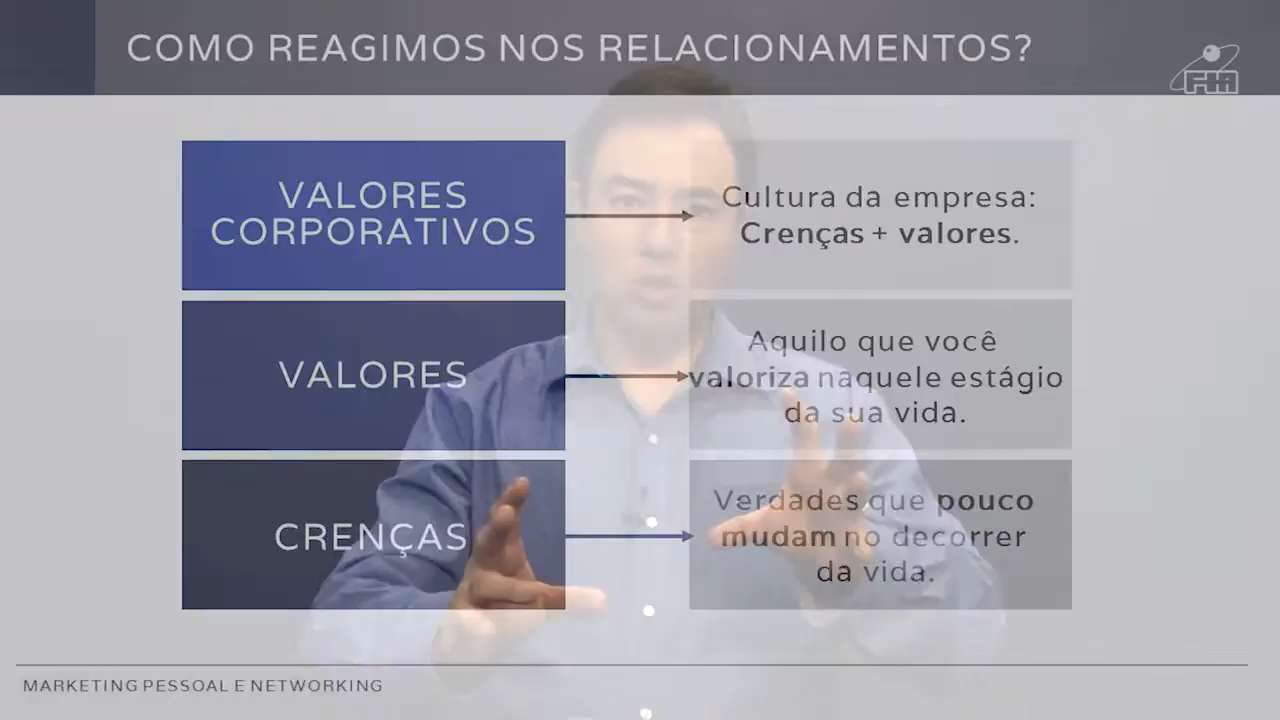 COMO REAGIMOS NOS RELACIONAMENTOS?
FIA
VALORES
CORPORATIVOS
Cultura da empresa:
Crenças + valores.
VALORES
Aquilo que você
valoriza naquele estágio
da sua vida.
CRENÇAS
Verdades que pouco
mudam no decorrer
da vida.
MARKETING PESSOAL E NETWORKING